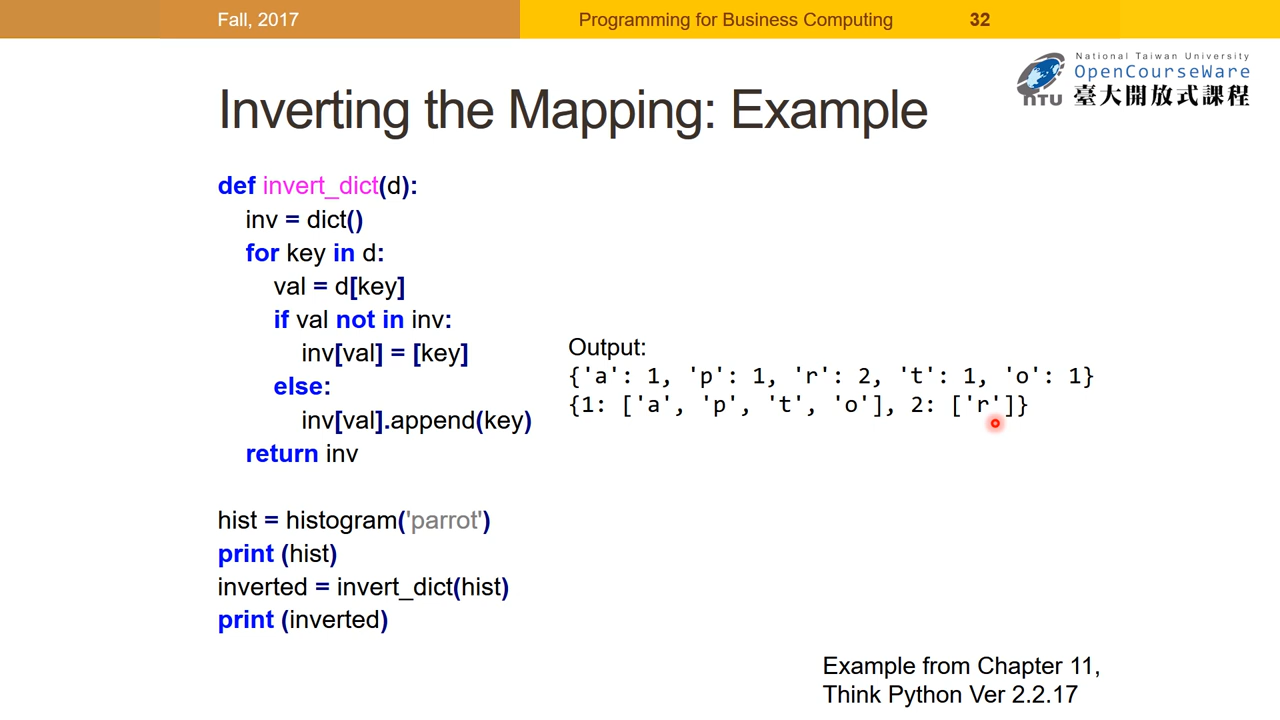 Fall, 2017
Programming for Business Computing
32
National Taiwan University
OpenCourseWare
臺大開放式課程
NTU
Inverting the Mapping: Example
def invert_dict(d):
inv = dict()
for key in d:
val = d[key]
if val not in inv:
inv[val] = [key]
else:
inv[val].append(key)
return inv
Output:
{'a': 1, 'p': 1, 'r': 2, 't': 1, 'o': 1}
{1: ['a', 'p', 't', 'o'], 2: ['r']}
hist = histogram('parrot')
print (hist)
inverted = invert_dict(hist)
print (inverted)
Example from Chapter 11,
Think Python Ver 2.2.17